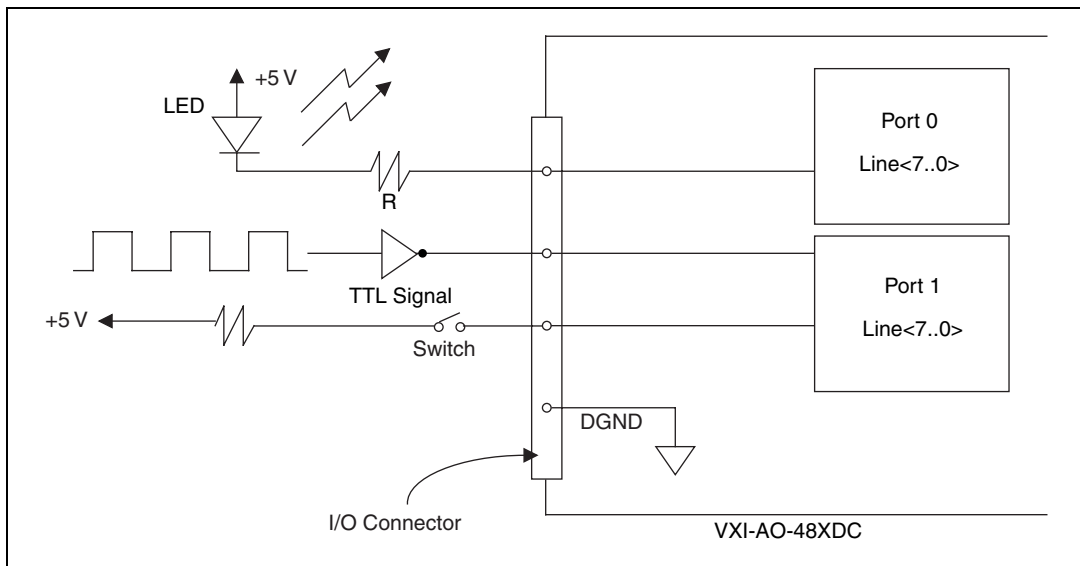 +5 V
LED
R
Port 0
Line<7..0>
TTL Signal
+5 V
Switch
Port 1
Line<7..0>
DGND
I/O Connector
VXI-AO-48XDC